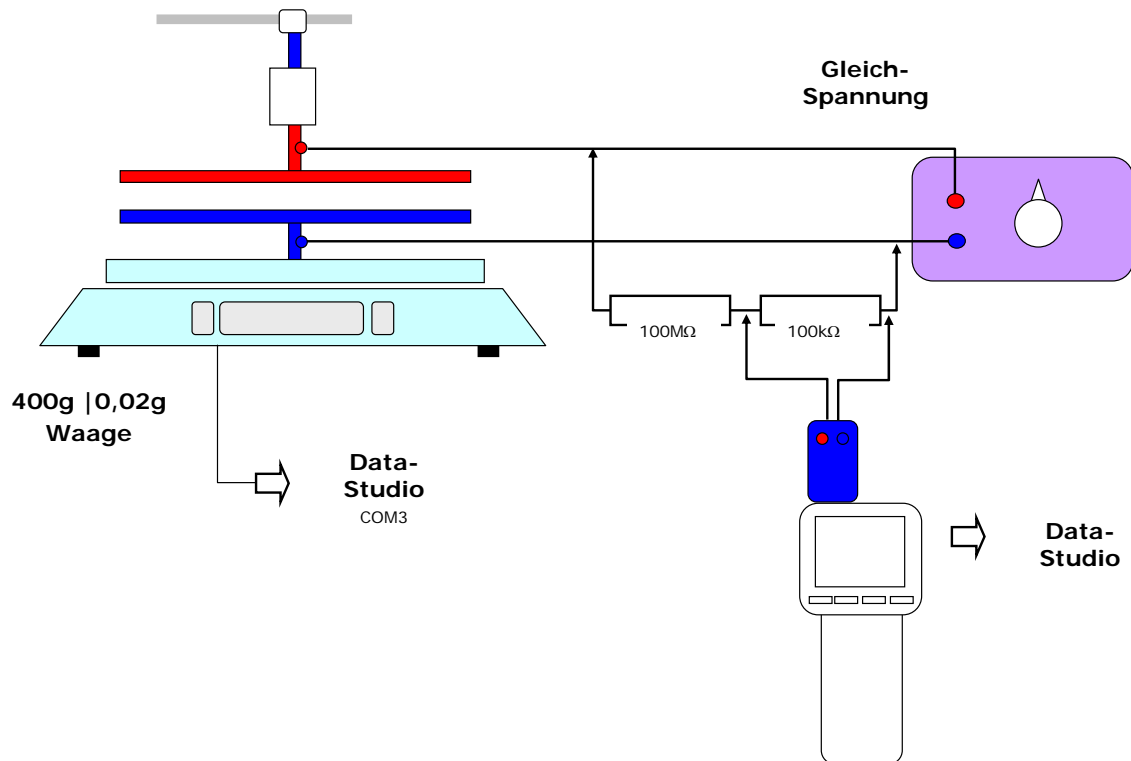 Gleich-
Spannung
100MΩ
100kΩ
400g |0,02g
Waage
Data-
Studio
COM3
Data-
Studio